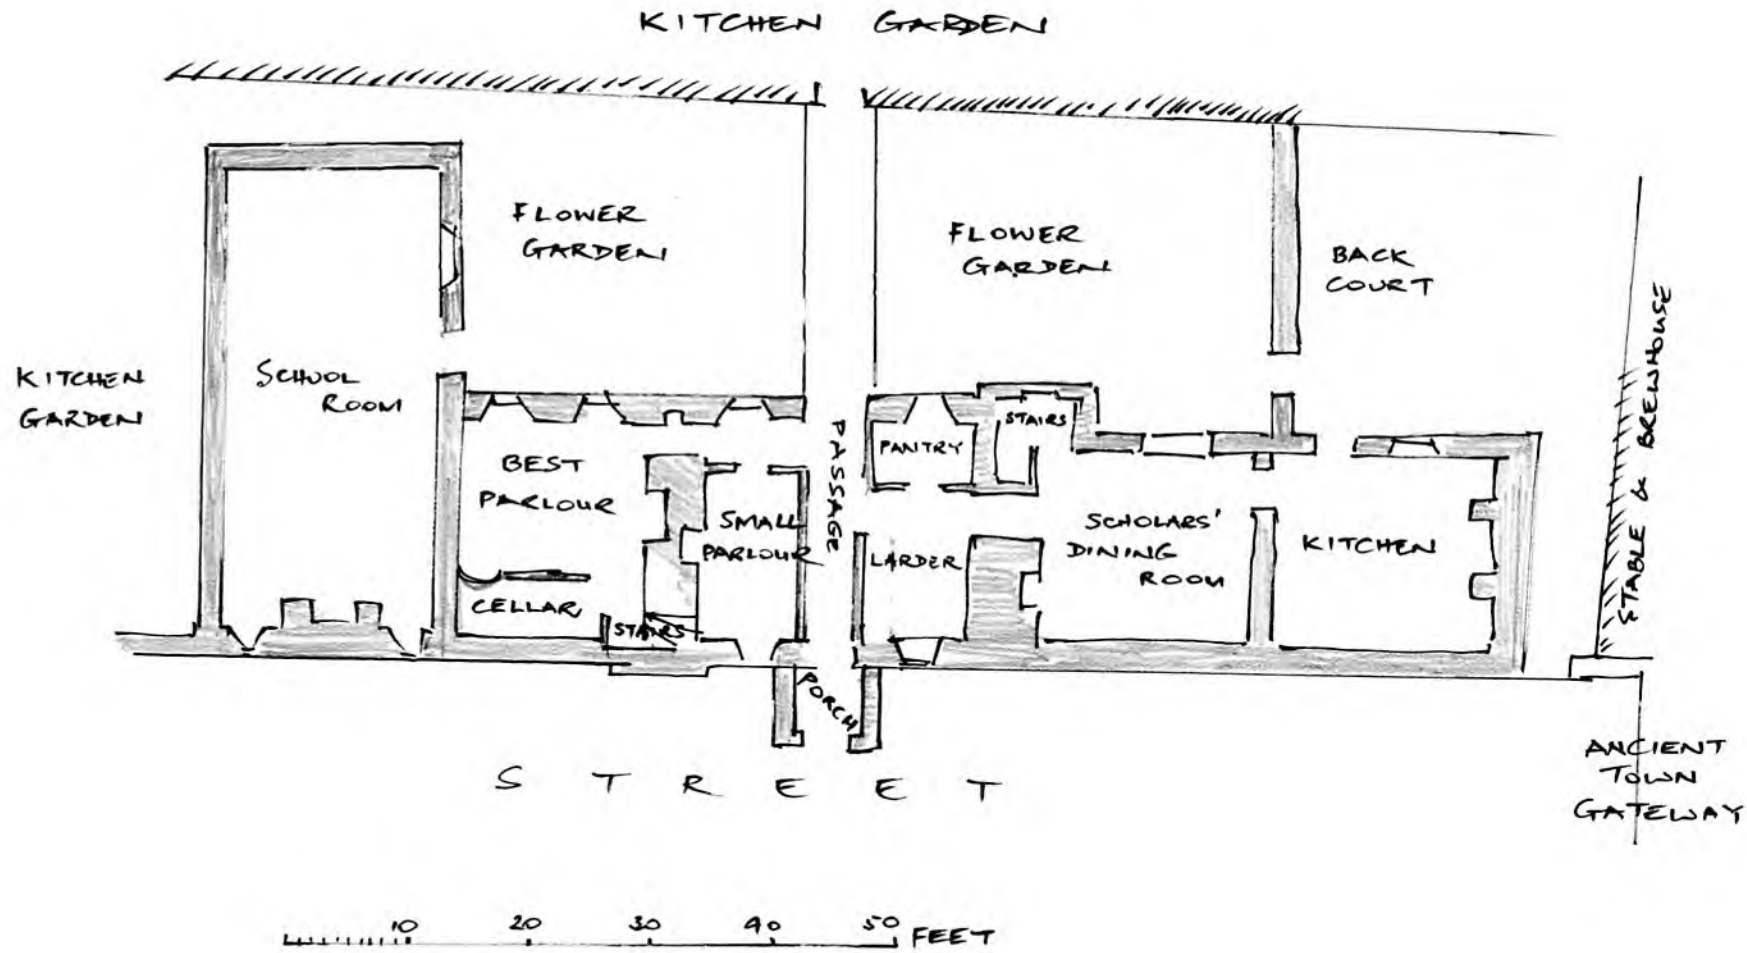 KITCHEN GARDEN
FLOWER
GARDEN
FLOWER
GARDEN
BACK
COURT
KITCHEN
GARDEN
SCHOOL
ROOM
STABLE & BREWHOUSE
PASSAGE
PANTRY
STAIRS
BEST
PARLOUR
SMALL
PARLOUR
LARDER
SCHOLARS'
DINING
ROOM
KITCHEN
CELLAR
STAIRS
PORCH
STREET
ANCIENT
TOWN
GATEWAY
10 20 30 40 50 FEET